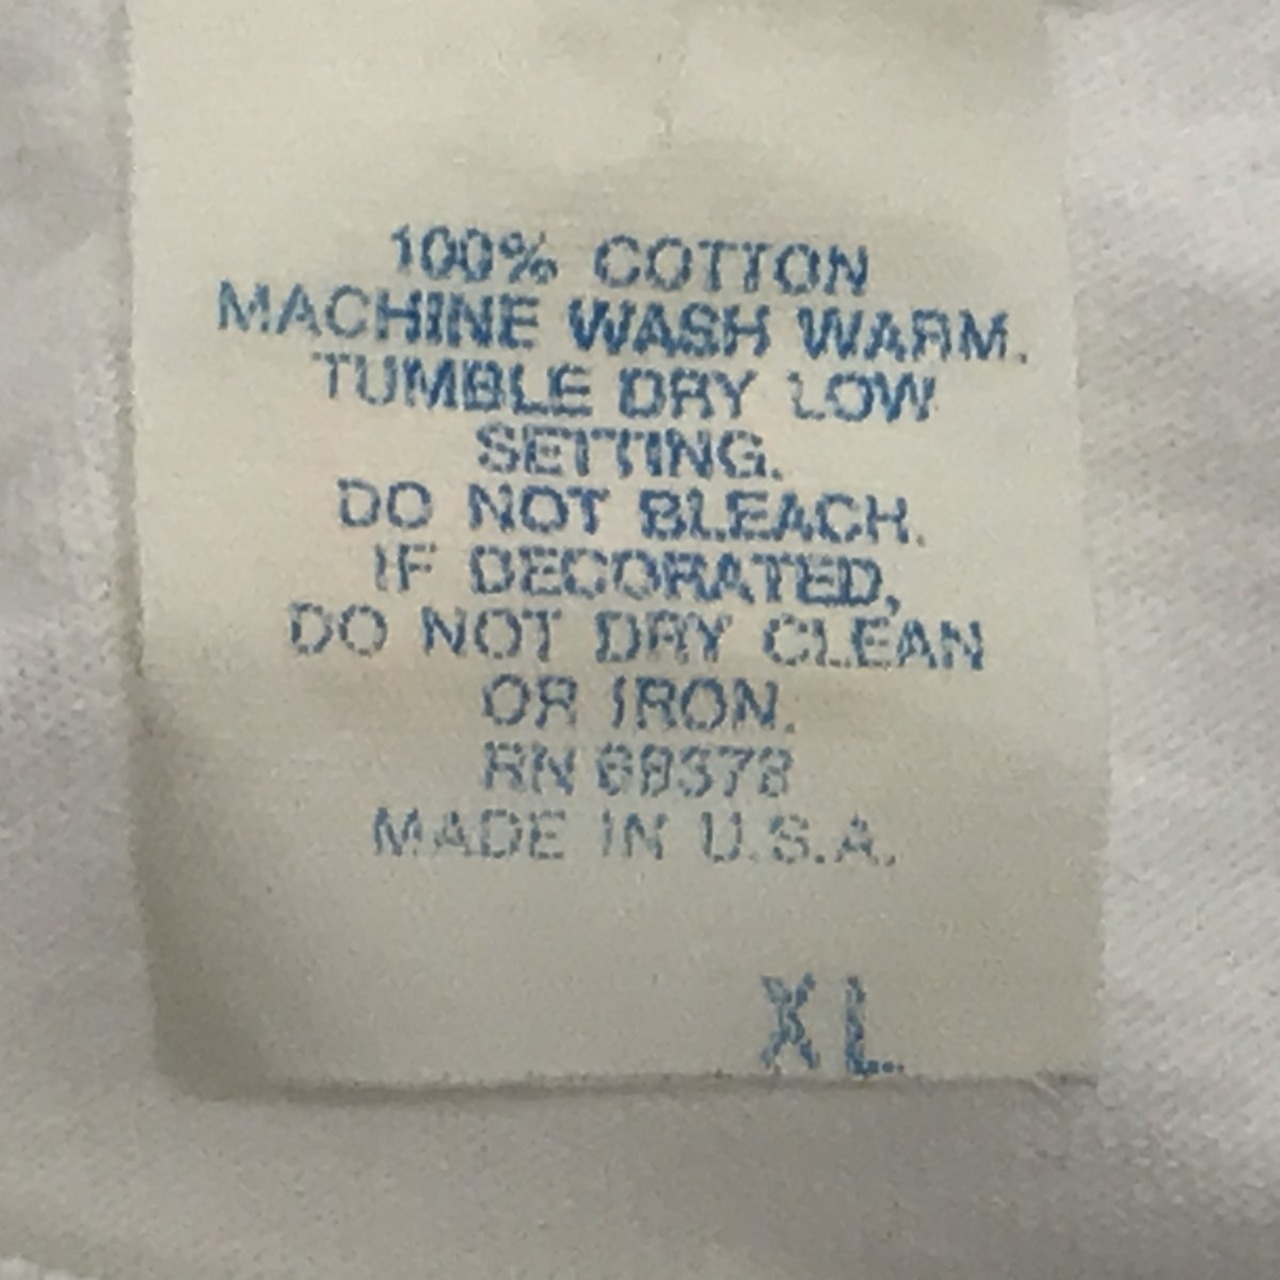 100% COTTON
MACHINE WASH WARM.
TUMBLE DRY LOW
SETTING.
DO NOT BLEACH.
IF DECORATED,
DO NOT DRY CLEAN
OR IRON.
RN
MADE IN U.S.A.
XL